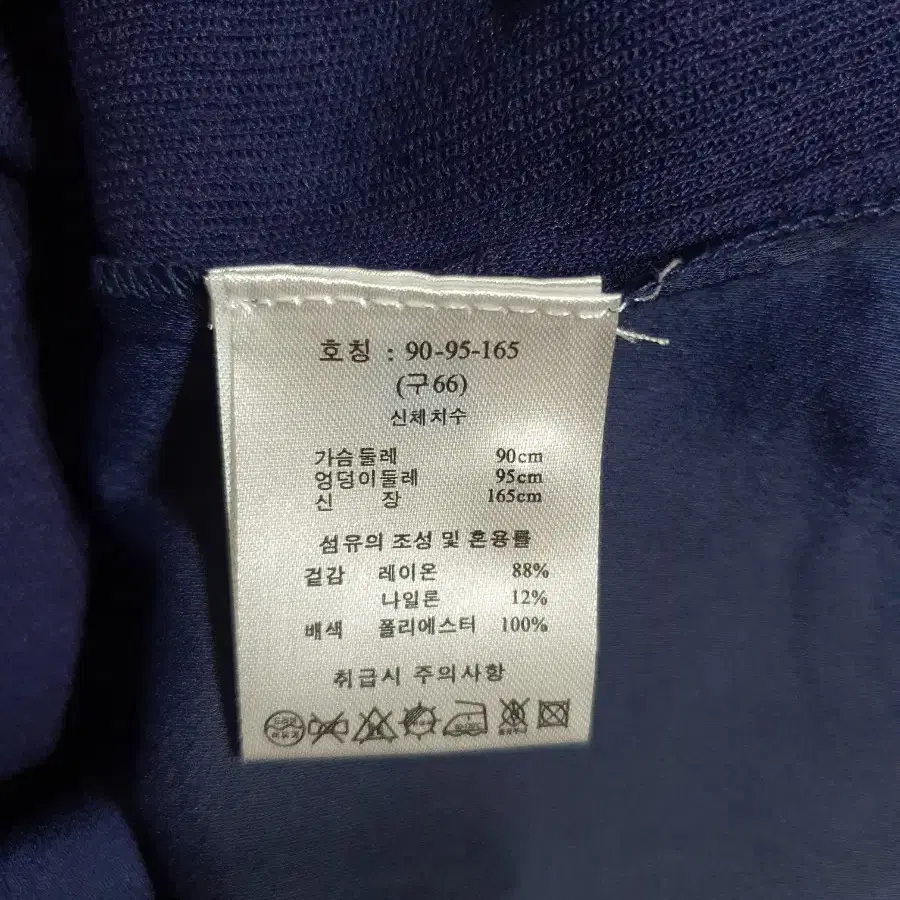 호칭 : 90-95-165
(구66)
신체치수
가슴둘레 90cm
엉덩이둘레 95cm
신 장 165cm
섬유의 조성 및 혼용률
겉감 레이온 88%
나일론 12%
배색 폴리에스터 100%
취급시 주의사항